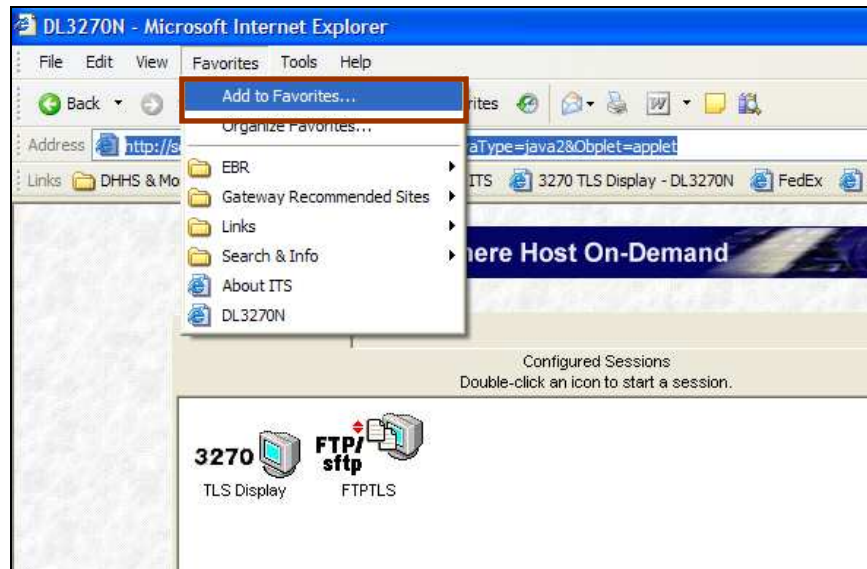 DL3270N - Microsoft Internet Explorer
File Edit View Favorites Tools Help
Back
Add to Favorites...
Organize Favorites...
Address http://s aType=java2&Obplet=applet
Links DHHS & Mo ITS 3270 TLS Display - DL3270N FedEx
EBR
Gateway Recommended Sites
Links
Search & Info
About ITS
DL3270N
here Host On-Demand
Configured Sessions
Double-click an icon to start a session.
3270 FTP/
sftp
TLS Display FTPTLS